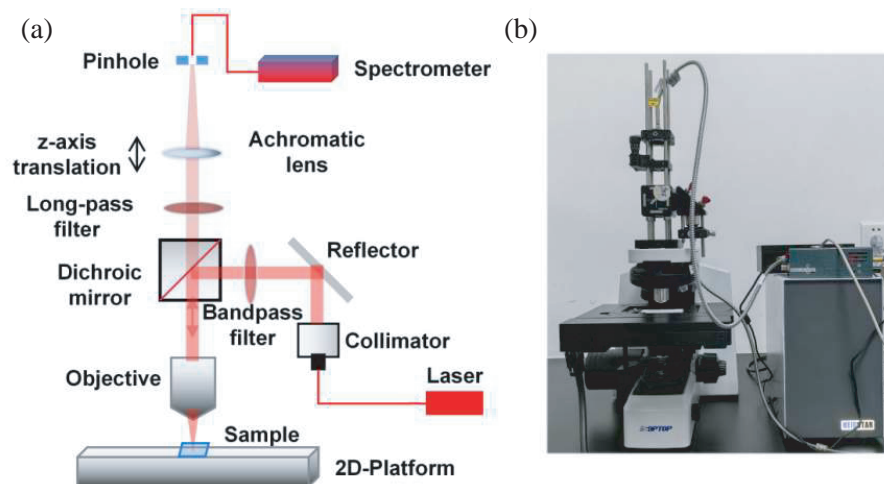 (a)
(b)
Pinhole
Spectrometer
z-axis
translation
Achromatic
lens
Long-pass
filter
Reflector
Dichroic
mirror
Bandpass
filter
Collimator
Objective
Laser
Sample
2D-Platform